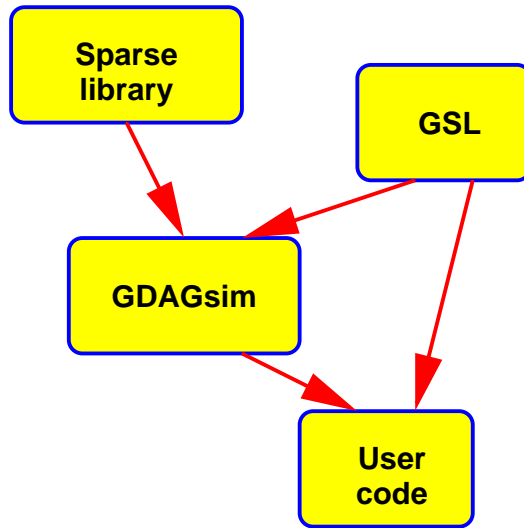 Sparse
library
GSL
GDAGsim
User
code